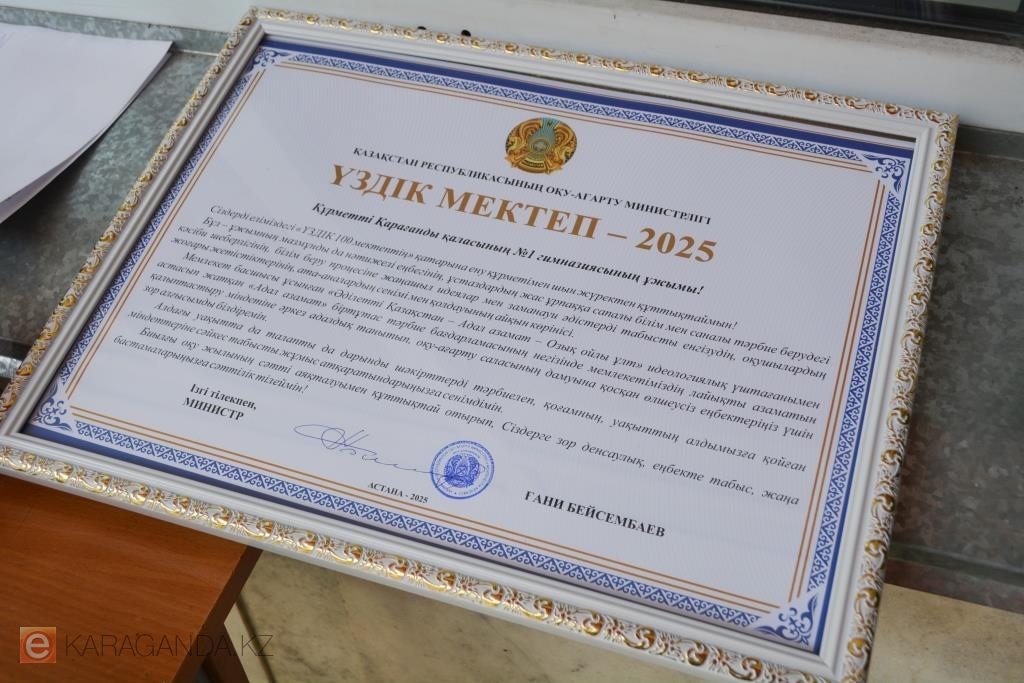 ҚАЗАҚСТАН РЕСПУБЛИКАСЫНЫҢ ОҚУ-АҒАРТУ МИНИСТРЛІГІ
ҮЗДІК МЕКТЕП – 2025
Құрметті Қарағанды қаласының №1 гимназиясының ұжымы!
Сіздерді еліміздегі «ҮЗДІК 100 мектептің» қатарына ену құрметімен шын жүректен құттықтаймын!
Бұл – ұжымның мазмұнды да нәтижелі еңбегінің, ұстаздардың жас ұрпаққа сапалы білім мен саналы тәрбие берудегі
кәсіби шеберлігінің, білім беру процесіне жаңашыл идеялар мен заманауи әдістерді табысты енгізудің, оқушылардың
жоғары жетістіктерінің, ата-аналардың сенімі мен қолдауының айқын көрінісі.
Мемлекет басшысы ұсынған «Әділетті Қазақстан – Адал азамат – Озық ойлы ұлт» идеологиялық ұштағанымен
астасып жатқан «Адал азамат» біртұтас тәрбие бағдарламасының негізінде мемлекетіміздің лайықты азаматын
қалыптастыру міндетіне әркез адалдық танытып, оқу-ағарту саласының дамуына қосқан өлшеусіз еңбектеріңіз үшін
зор алғысымды білдіремін.
Алдағы уақытта да талапты да дарынды шәкірттерді тәрбиелеп, қоғамның, уақыттың алдымызға қойған
міндеттеріне сәйкес табысты жұмыс атқаратындарыңызға сенімдімін.
Биылғы оқу жылының сәтті аяқталуымен құттықтай отырып, Сіздерге зор денсаулық, еңбекте табыс, жаңа
бастамаларыңызға сәттілік тілеймін!
Ізгі тілекпен,
МИНИСТР
ҒАНИ БЕЙСЕМБАЕВ
АСТАНА - 2025
e KARAGANDA.KZ